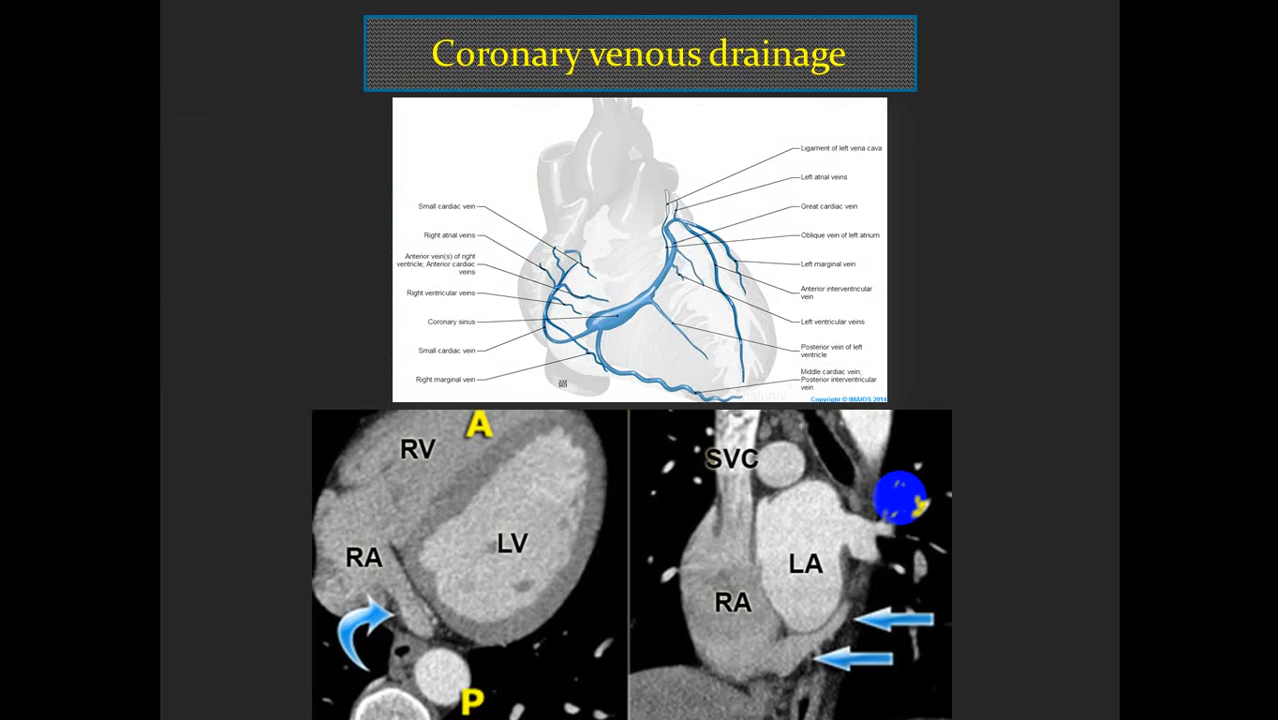 Coronary venous drainage
Ligament of left vena cava
Left atrial veins
Great cardiac vein
Oblique vein of left atrium
Left marginal vein
Anterior interventricular
vein
Left ventricular veins
Posterior vein of left
ventricle
Middle cardiac vein;
Posterior interventricular
vein
Small cardiac vein
Right atrial veins
Anterior vein(s) of right
ventricle; Anterior cardiac
veins
Right ventricular veins
Coronary sinus
Small cardiac vein
Right marginal vein
Copyright © IMAIOS 2014
A
RV
RA
LV
P
SVC
LA
RA